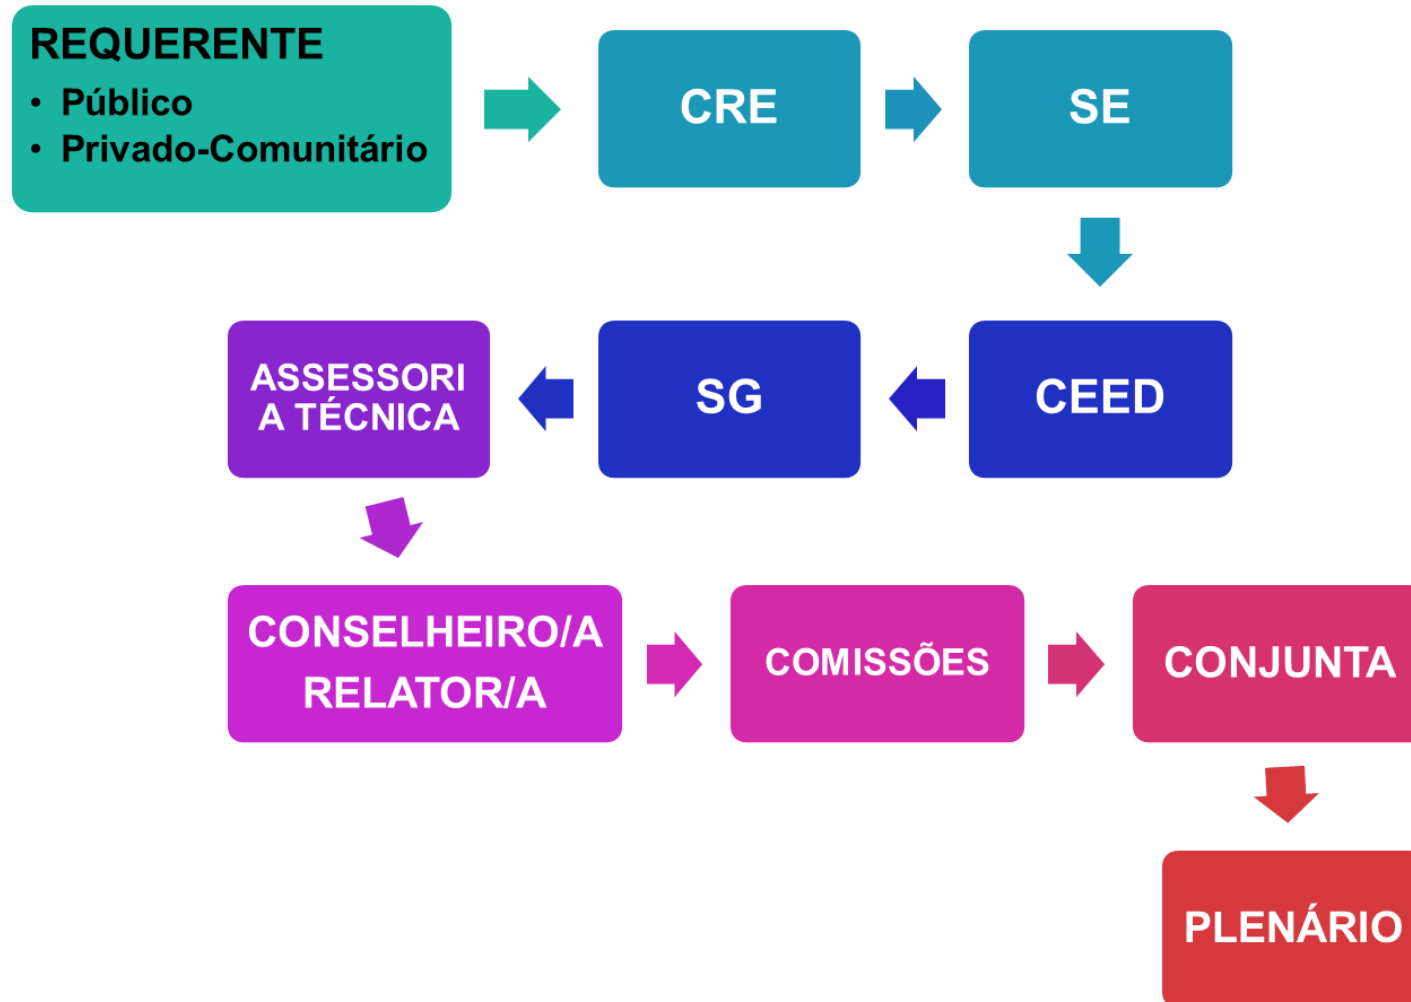 REQUERENTE
• Público
• Privado-Comunitário
CRE
SE
CEED
SG
ASSESSORI
A TÉCNICA
CONSELHEIRO/A
RELATOR/A
COMISSÕES
CONJUNTA
PLENÁRIO